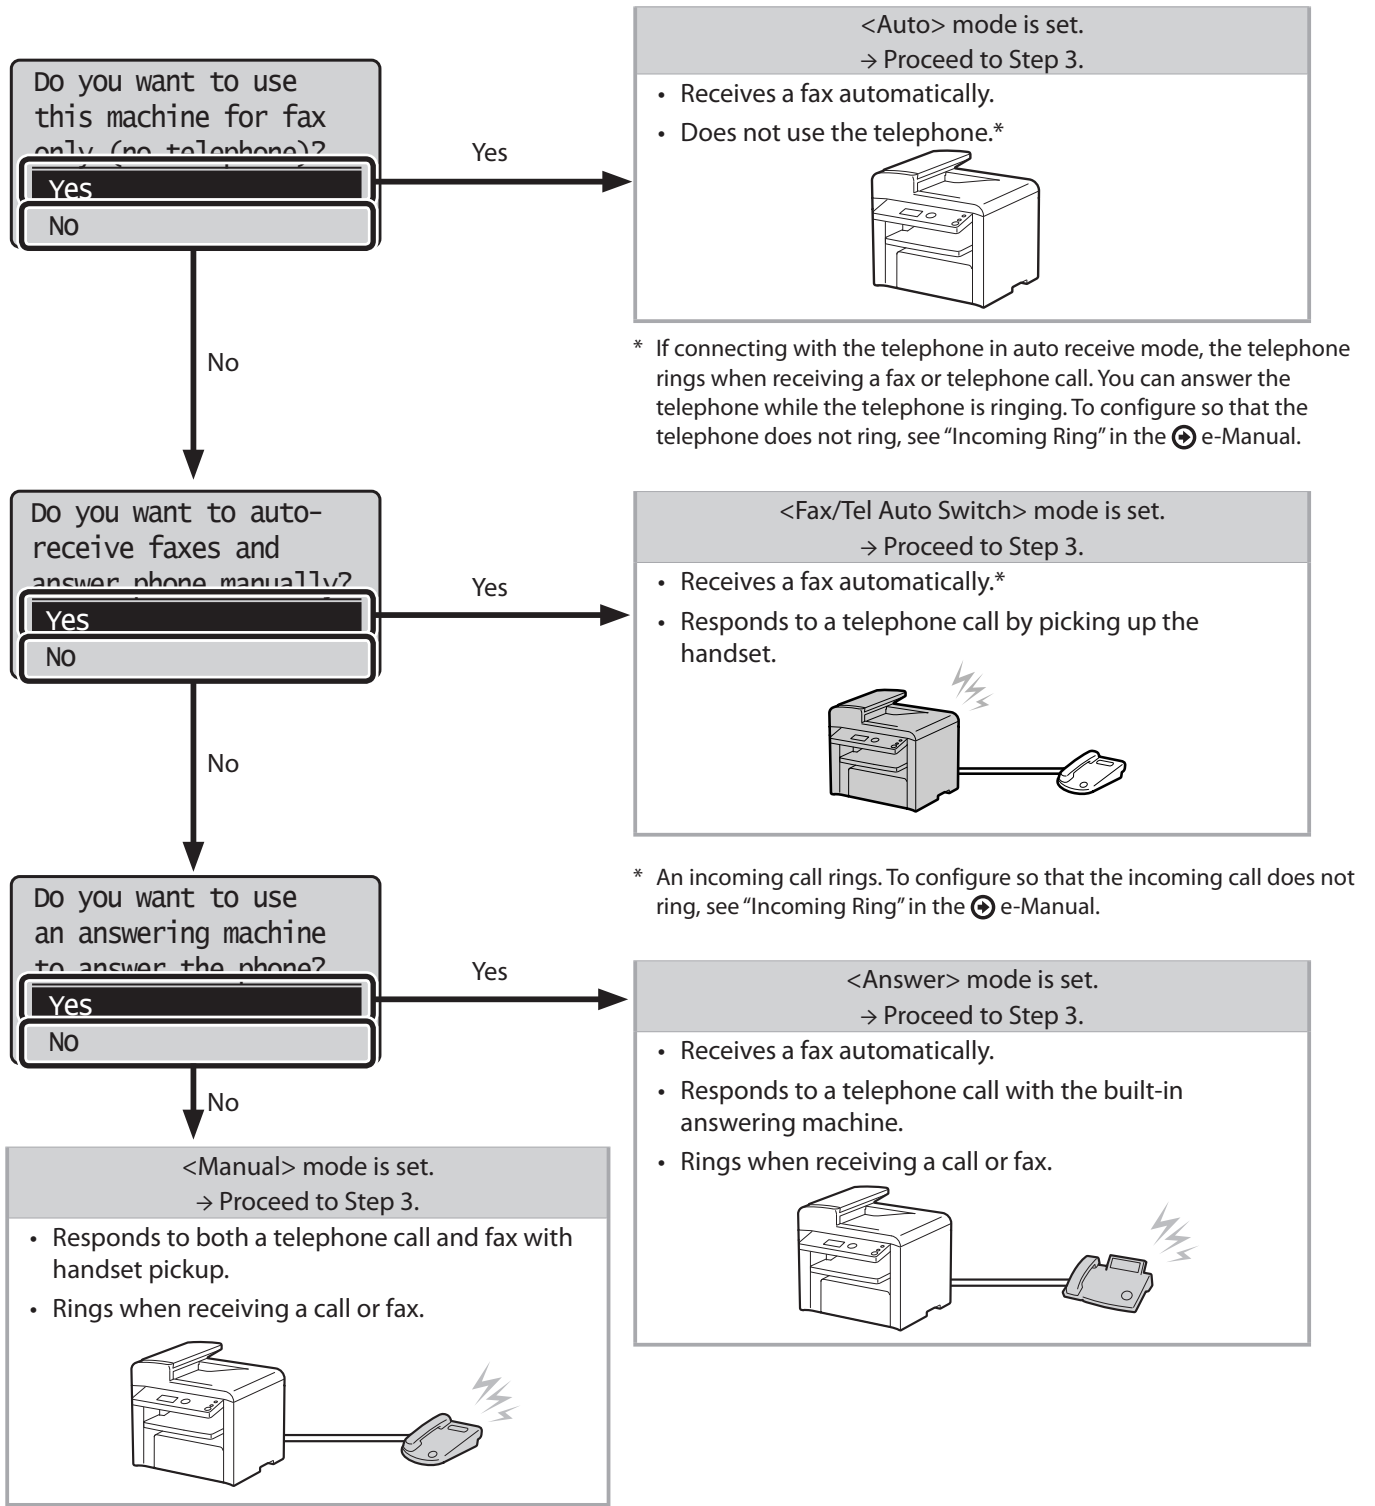 Do you want to use
this machine for fax
only (no telephone)?
Yes
No
Yes
<Auto> mode is set.
→ Proceed to Step 3.
• Receives a fax automatically.
• Does not use the telephone.*
* If connecting with the telephone in auto receive mode, the telephone
rings when receiving a fax or telephone call. You can answer the
telephone while the telephone is ringing. To configure so that the
telephone does not ring, see “Incoming Ring” in the e-Manual.
No
Do you want to auto-
receive faxes and
answer phone manually?
Yes
No
Yes
<Fax/Tel Auto Switch> mode is set.
→ Proceed to Step 3.
• Receives a fax automatically.*
• Responds to a telephone call by picking up the
handset.
* An incoming call rings. To configure so that the incoming call does not
ring, see “Incoming Ring” in the e-Manual.
No
Do you want to use
an answering machine
to answer the phone?
Yes
No
Yes
<Answer> mode is set.
→ Proceed to Step 3.
• Receives a fax automatically.
• Responds to a telephone call with the built-in
answering machine.
• Rings when receiving a call or fax.
No
<Manual> mode is set.
→ Proceed to Step 3.
• Responds to both a telephone call and fax with
handset pickup.
• Rings when receiving a call or fax.